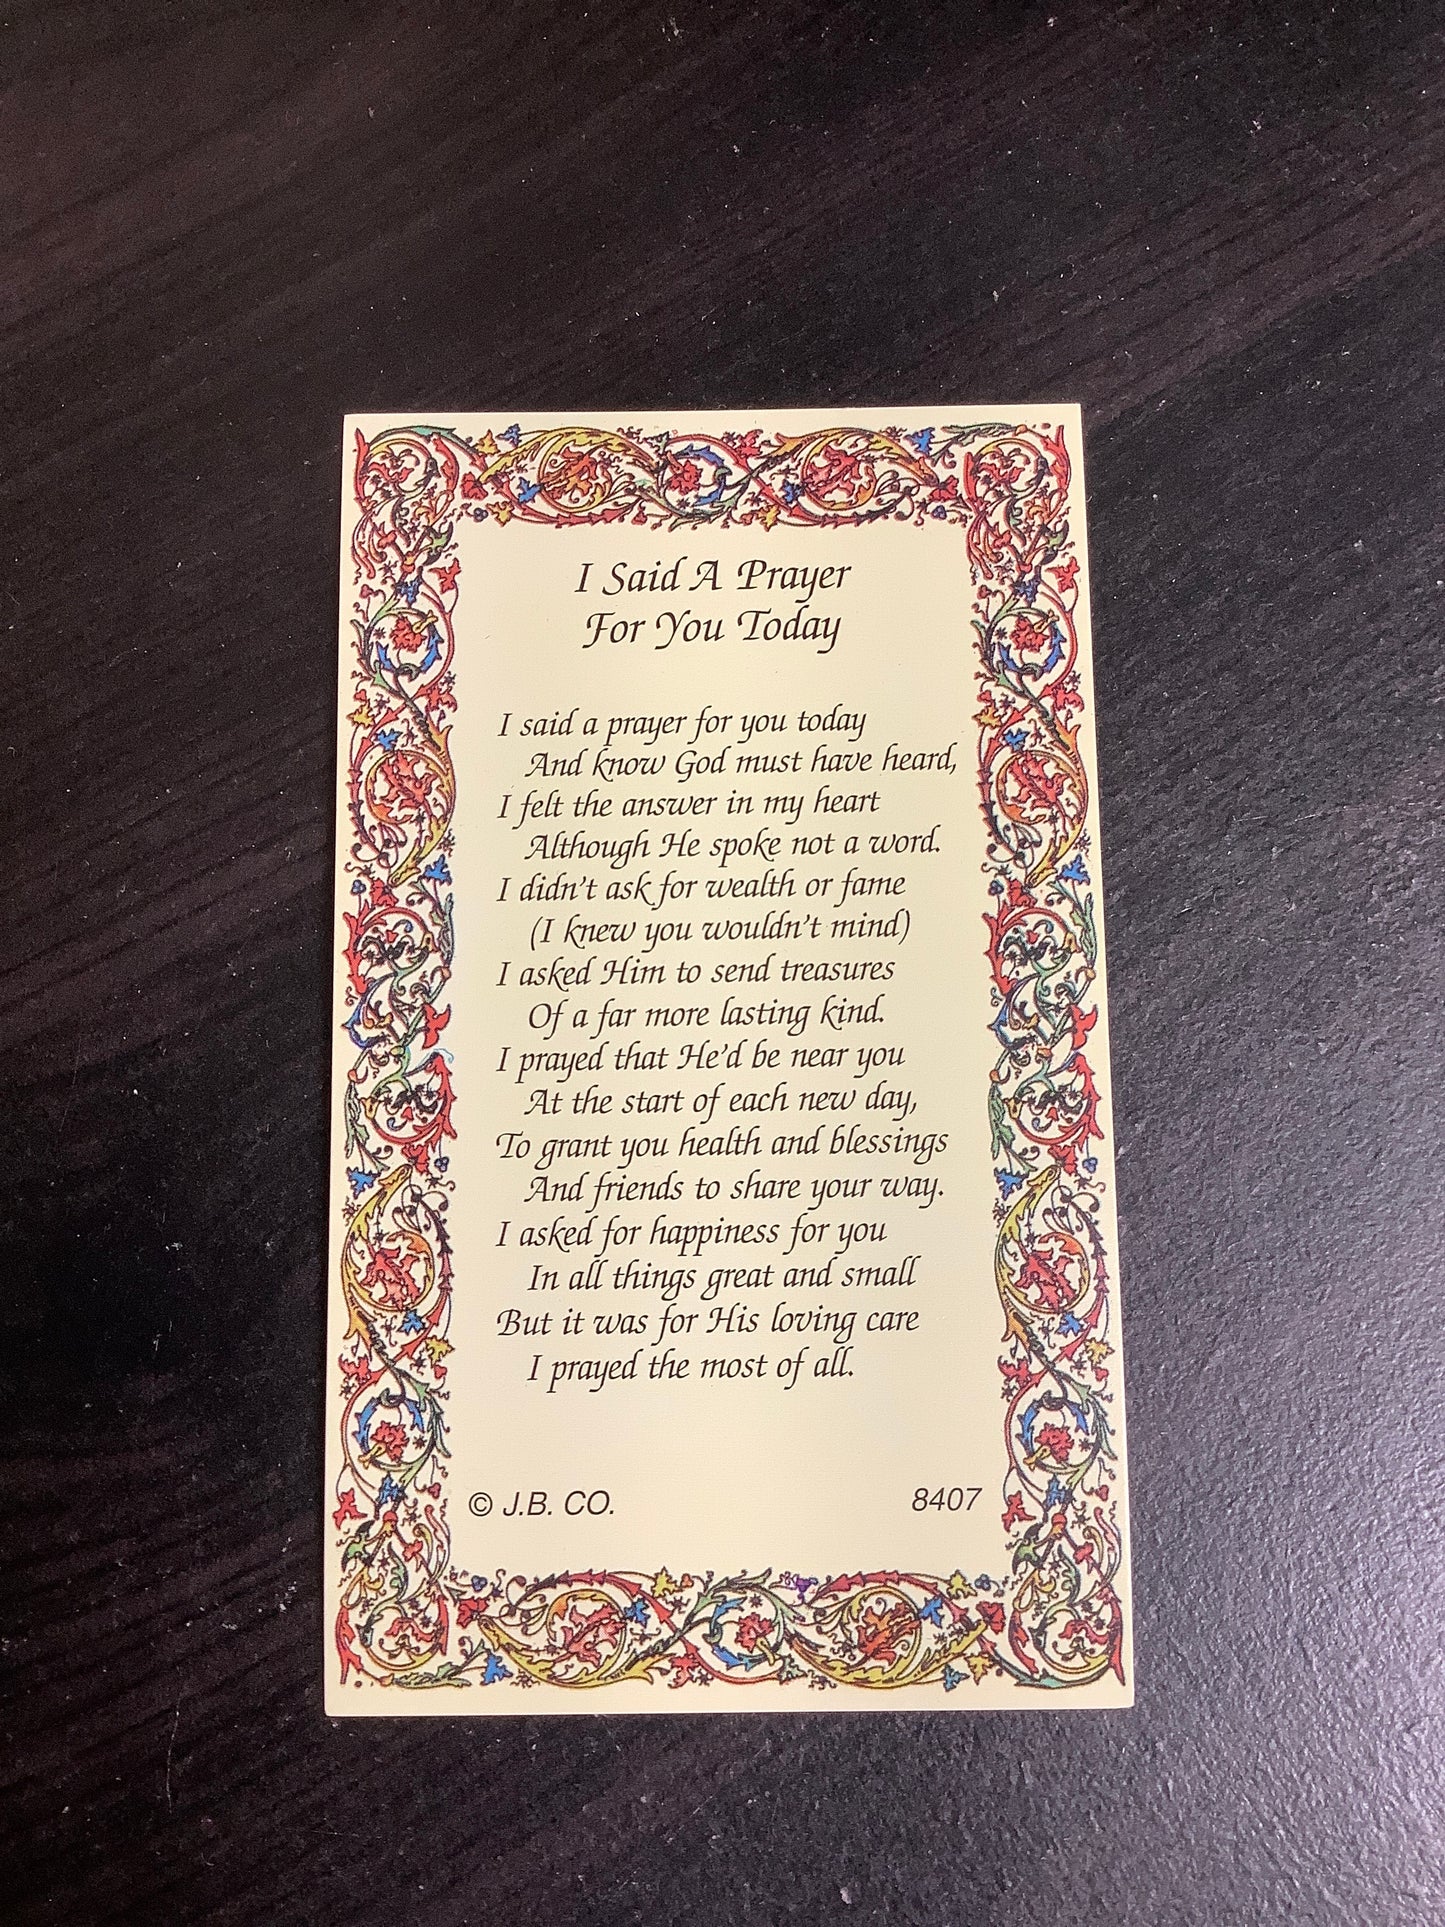 I Said A Prayer
For You Today
I said a prayer for you today
And know God must have heard,
I felt the answer in my heart
Although He spoke not a word.
I didn't ask for wealth or fame
(I knew you wouldn't mind)
I asked Him to send treasures
Of a far more lasting kind.
I prayed that He'd be near you
At the start of each new day,
To grant you health and blessings
And friends to share your way.
I asked for happiness for you
In all things great and small
But it was for His loving care
I prayed the most of all.
© J.B. CO. 8407